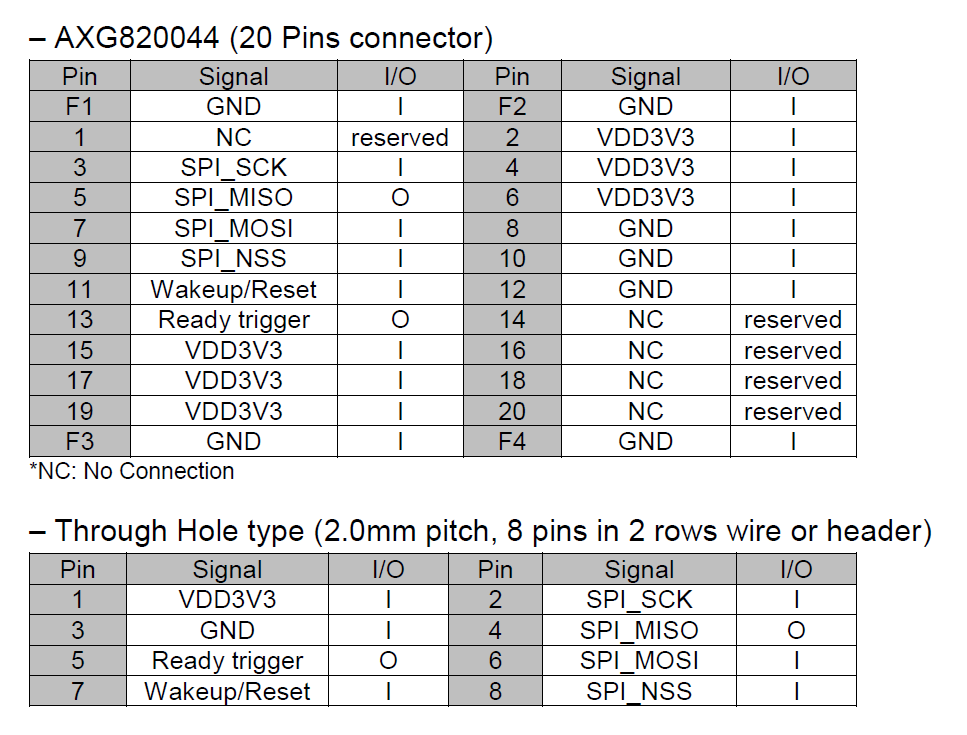 – AXG820044 (20 Pins connector)
Pin Signal I/O Pin Signal I/O
F1 GND I F2 GND I
1 NC reserved 2 VDD3V3 I
3 SPI_SCK I 4 VDD3V3 I
5 SPI_MISO O 6 VDD3V3 I
7 SPI_MOSI I 8 GND I
9 SPI_NSS I 10 GND I
11 Wakeup/Reset I 12 GND I
13 Ready trigger O 14 NC reserved
15 VDD3V3 I 16 NC reserved
17 VDD3V3 I 18 NC reserved
19 VDD3V3 I 20 NC reserved
F3 GND I F4 GND I
*NC: No Connection
– Through Hole type (2.0mm pitch, 8 pins in 2 rows wire or header)
Pin Signal I/O Pin Signal I/O
1 VDD3V3 I 2 SPI_SCK I
3 GND I 4 SPI_MISO O
5 Ready trigger O 6 SPI_MOSI I
7 Wakeup/Reset I 8 SPI_NSS I